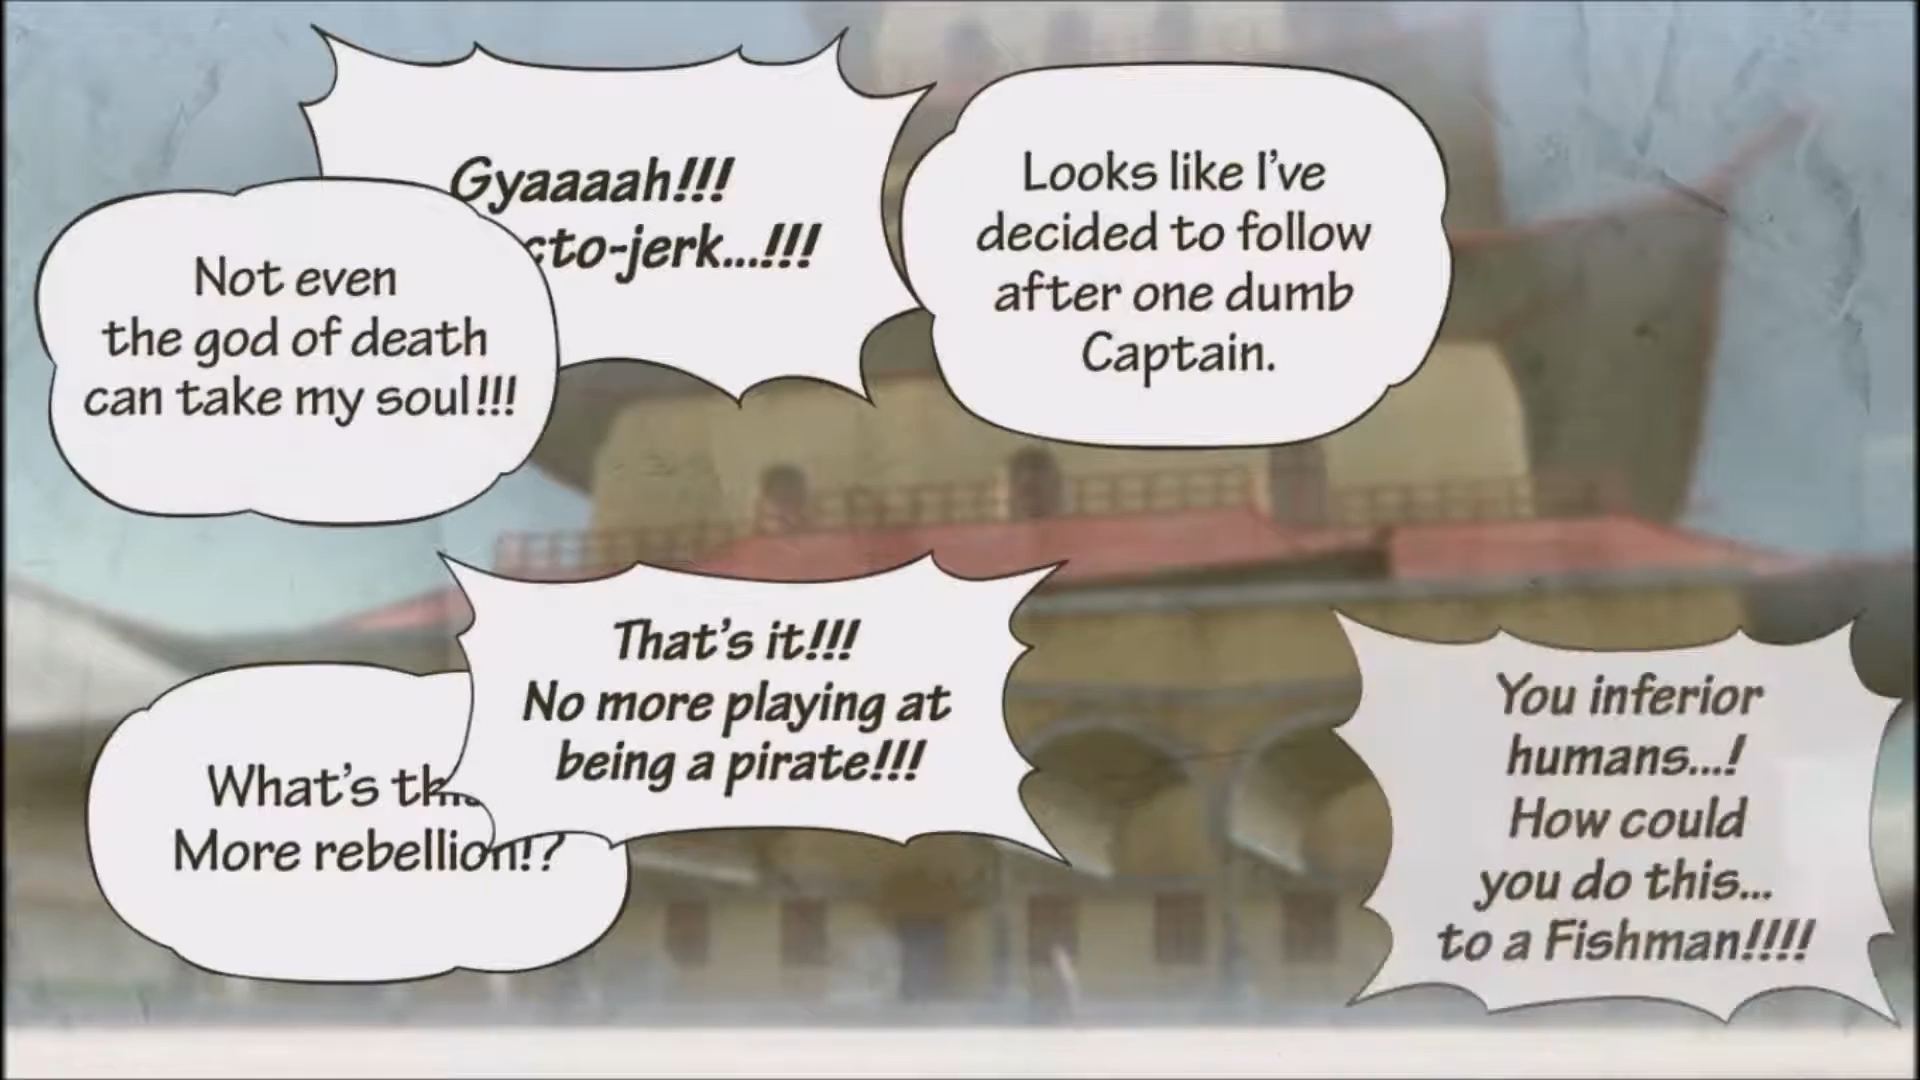 Gyaaaah!!!
cto-jerk...!!!
Looks like I've
decided to follow
after one dumb
Captain.
Not even
the god of death
can take my soul!!!
That's it!!!
No more playing at
being a pirate!!!
What's
More rebellion!?
You inferior
humans...!
How could
you do this...
to a Fishman!!!!